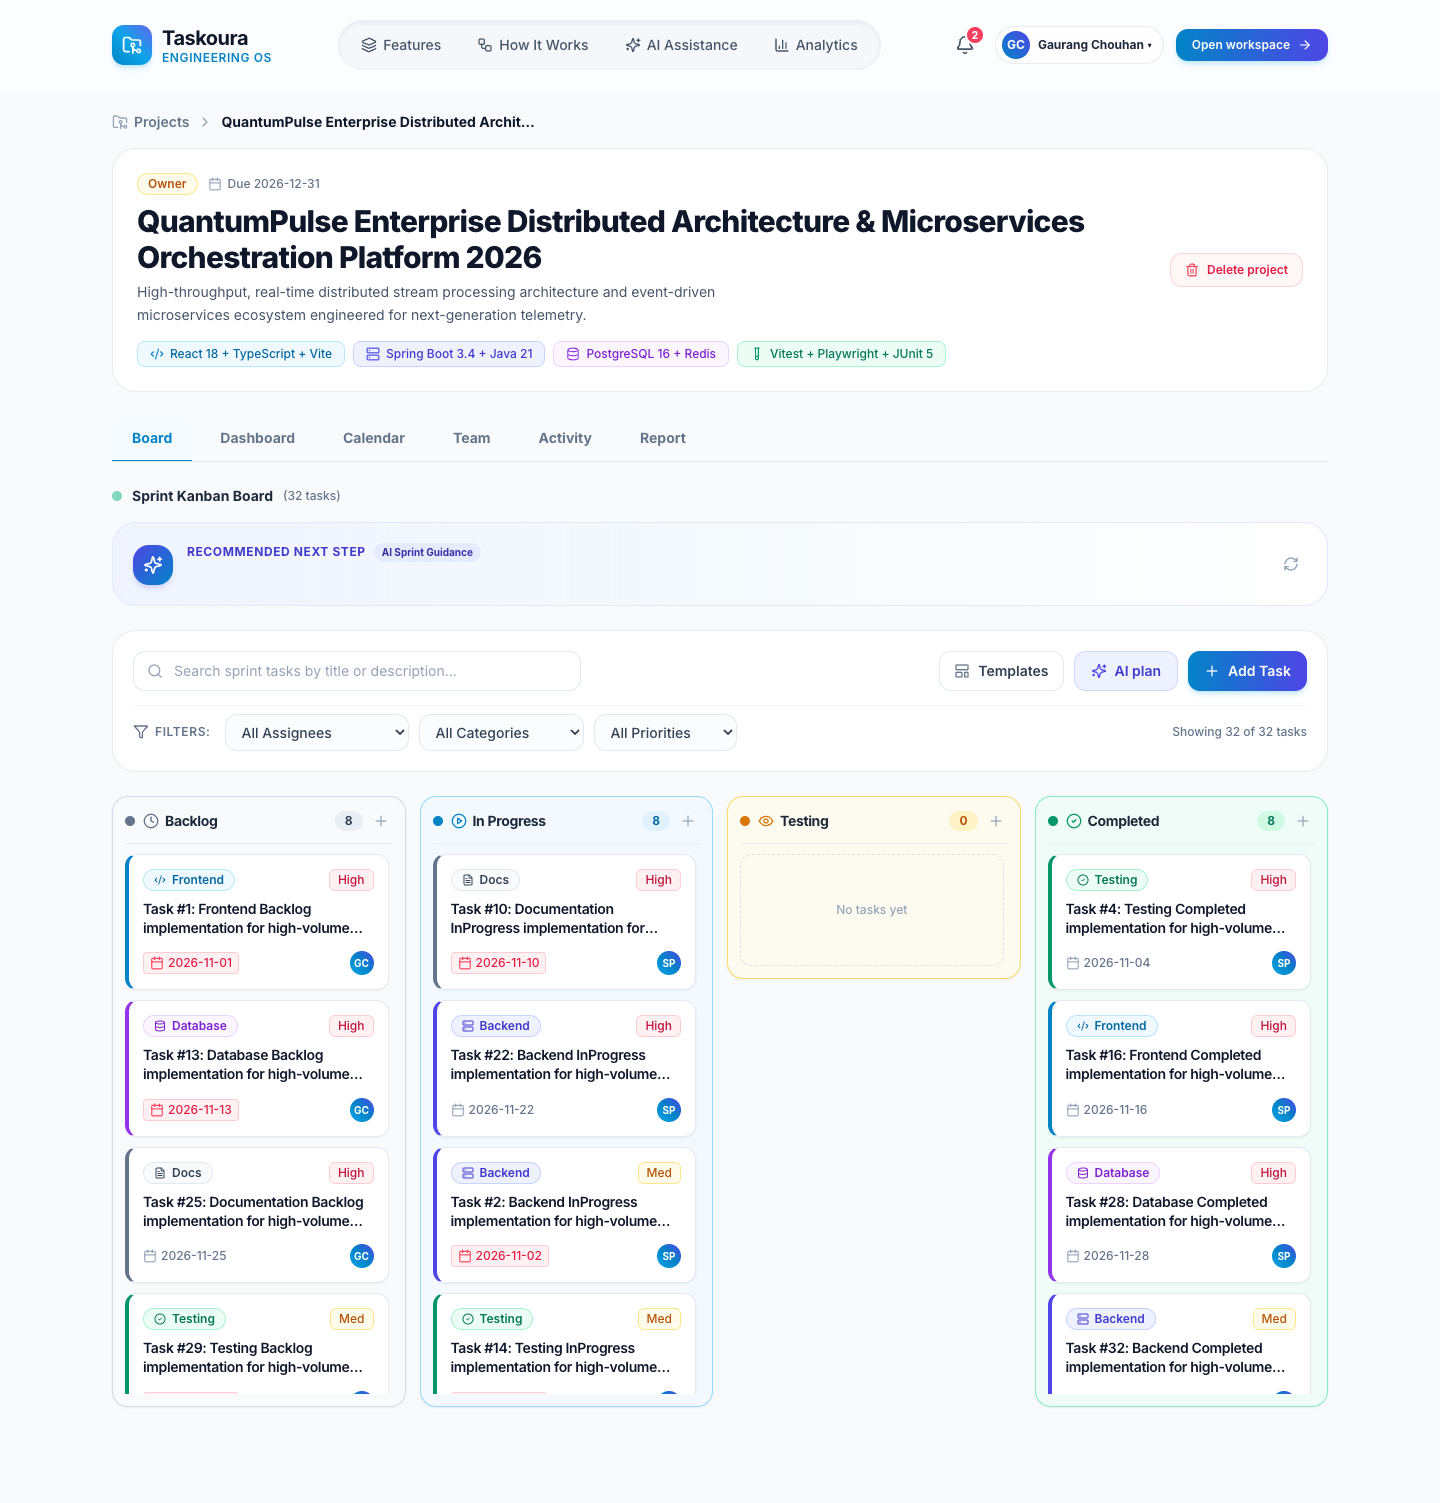 Taskoura
ENGINEERING OS
Features
How It Works
AI Assistance
Analytics
2
GC
Gaurang Chouhan
Open workspace
Projects
QuantumPulse Enterprise Distributed Archit...
Owner
Due 2026-12-31
QuantumPulse Enterprise Distributed Architecture & Microservices
Orchestration Platform 2026
High-throughput, real-time distributed stream processing architecture and event-driven
microservices ecosystem engineered for next-generation telemetry.
Delete project
React 18 + TypeScript + Vite
Spring Boot 3.4 + Java 21
PostgreSQL 16 + Redis
Vitest + Playwright + JUnit 5
Board
Dashboard
Calendar
Team
Activity
Report
Sprint Kanban Board
(32 tasks)
RECOMMENDED NEXT STEP
AI Sprint Guidance
Search sprint tasks by title or description...
Templates
AI plan
Add Task
FILTERS:
All Assignees
All Categories
All Priorities
Showing 32 of 32 tasks
Backlog
8
Frontend
High
Task #1: Frontend Backlog
implementation for high-volume...
2026-11-01
GC
Database
High
Task #13: Database Backlog
implementation for high-volume...
2026-11-13
GC
Docs
High
Task #25: Documentation Backlog
implementation for high-volume...
2026-11-25
GC
Testing
Med
Task #29: Testing Backlog
implementation for high-volume...
In Progress
8
Docs
High
Task #10: Documentation
InProgress implementation for...
2026-11-10
SP
Backend
High
Task #22: Backend InProgress
implementation for high-volume...
2026-11-22
SP
Backend
Med
Task #2: Backend InProgress
implementation for high-volume...
2026-11-02
SP
Testing
Med
Task #14: Testing InProgress
implementation for high-volume...
Testing
0
No tasks yet
Completed
8
Testing
High
Task #4: Testing Completed
implementation for high-volume...
2026-11-04
SP
Frontend
High
Task #16: Frontend Completed
implementation for high-volume...
2026-11-16
SP
Database
High
Task #28: Database Completed
implementation for high-volume...
2026-11-28
SP
Backend
Med
Task #32: Backend Completed
implementation for high-volume...